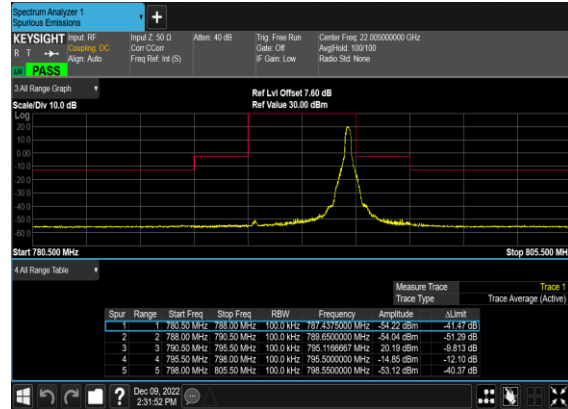 Spectrum Analyzer 1
Spurious Emissions
KEYSIGHT Input: RF Input Z: 50 Ω Atten: 40 dB Trig: Free Run Center Freq: 22.005000000 GHz
R T Coupling: DC Corr CCorr Gate: Off Avg|Hold: 100/100
Align: Auto Freq Ref: Int (S) IF Gain: Low Radio Std: None
PASS
3 All Range Graph
Ref Lvl Offset 7.60 dB
Scale/Div 10.0 dB Ref Value 30.00 dBm
Log
20.0
10.0
0.00
-10.0
-20.0
-30.0
-40.0
-50.0
-60.0
Start 780.500 MHz Stop 805.500 MH
4 All Range Table
Measure Trace Trace 1
Trace Type Trace Average (Active)
Spur Range Start Freq Stop Freq RBW Frequency Amplitude ΔLimit
1 1 780.50 MHz 788.00 MHz 100.0 kHz 787.4375000 MHz -54.22 dBm -41.47 dB
2 2 788.00 MHz 790.50 MHz 100.0 kHz 789.6500000 MHz -54.04 dBm -51.29 dB
3 3 790.50 MHz 795.50 MHz 100.0 kHz 795.1166667 MHz 20.19 dBm -9.813 dB
4 4 795.50 MHz 798.00 MHz 100.0 kHz 795.5000000 MHz -14.85 dBm -12.10 dB
5 5 798.00 MHz 805.50 MHz 100.0 kHz 798.5500000 MHz -53.12 dBm -40.37 dB
? Dec 09, 2022
2:31:52 PM